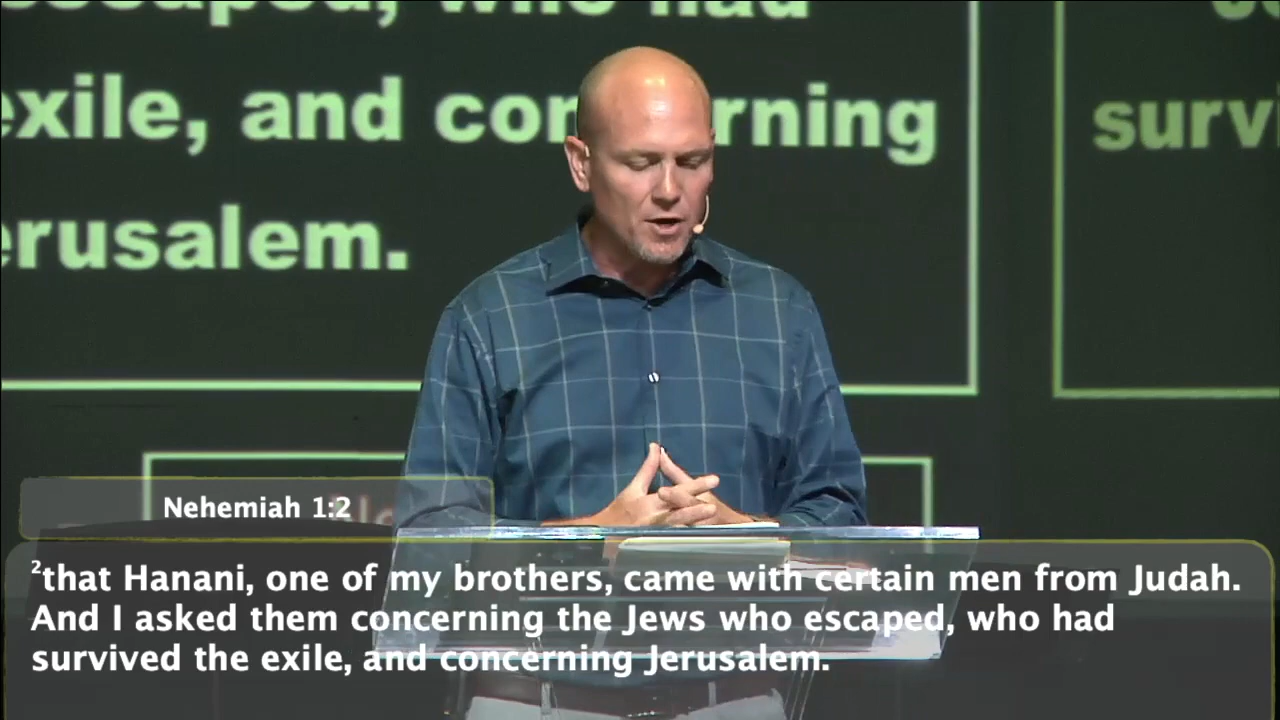 escaped, who had
exile, and concerning
erusalem.
surv
Nehemiah 1:2
²that Hanani, one of my brothers, came with certain men from Judah.
And I asked them concerning the Jews who escaped, who had
survived the exile, and concerning Jerusalem.